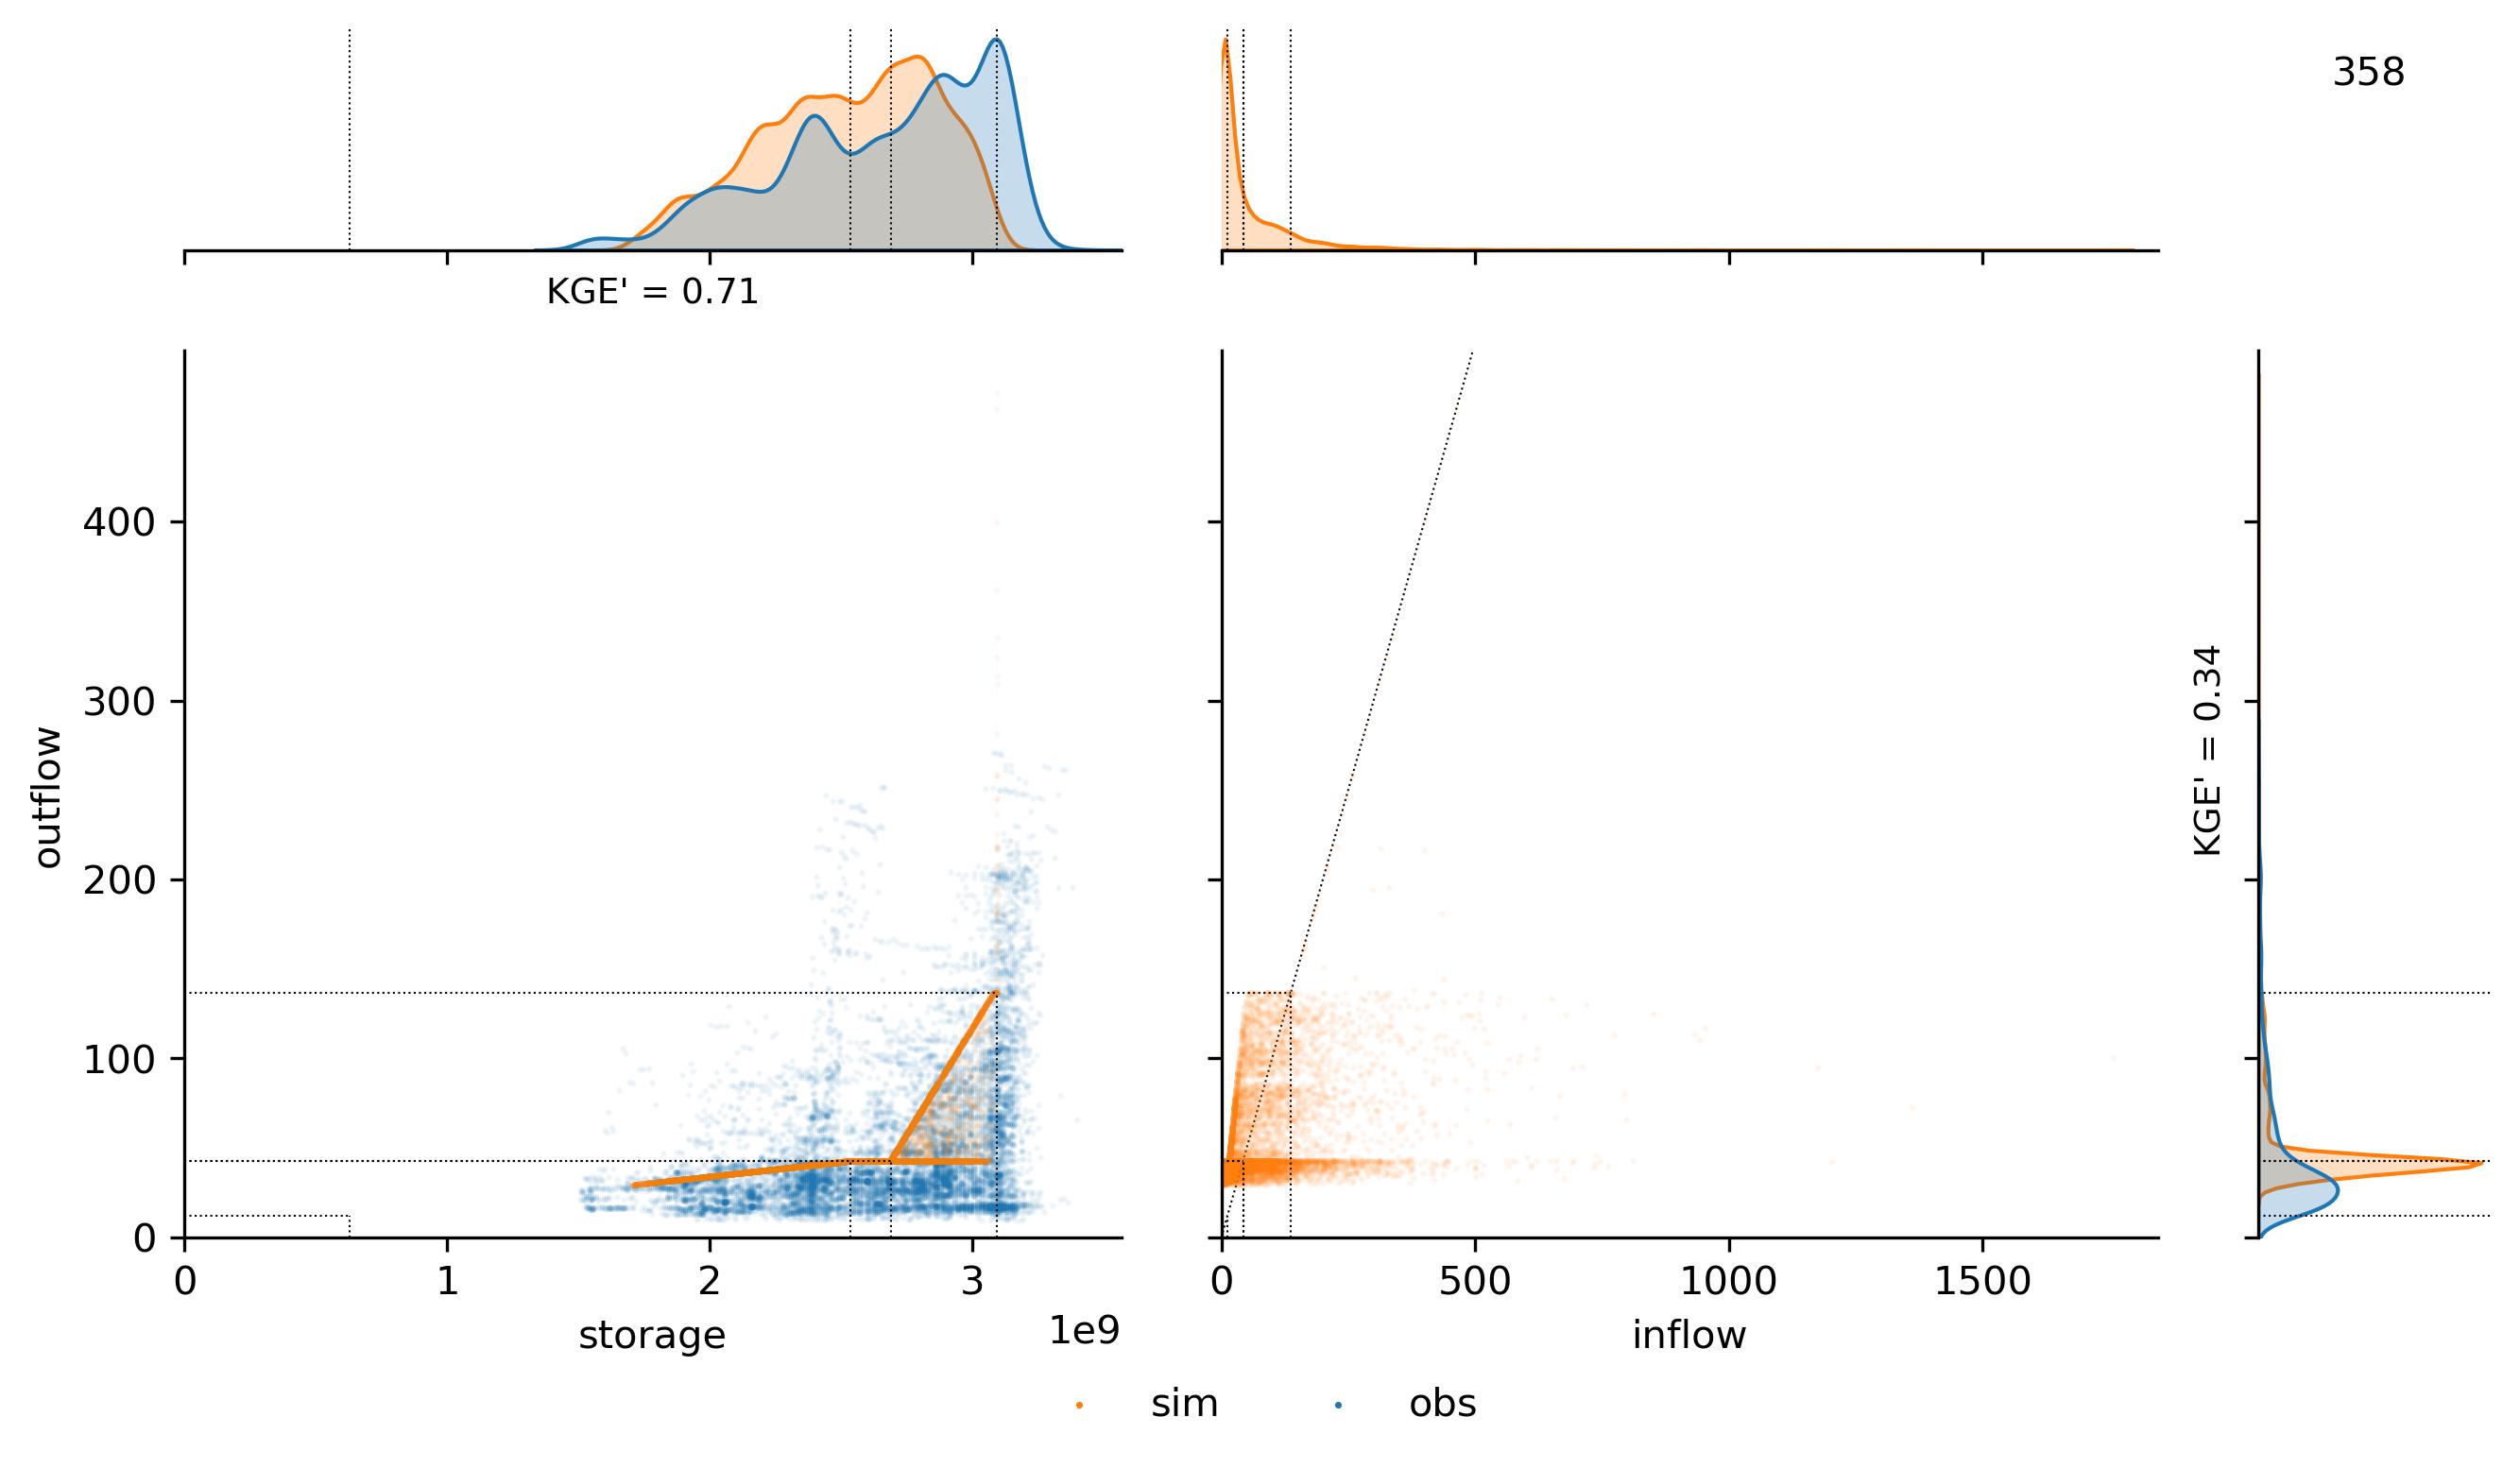 358
KGE' = 0.71
400
300
200
100
0
outflow
KGE' = 0.34
0 1 2 3
0 500 1000 1500
1e9
storage
inflow
sim obs